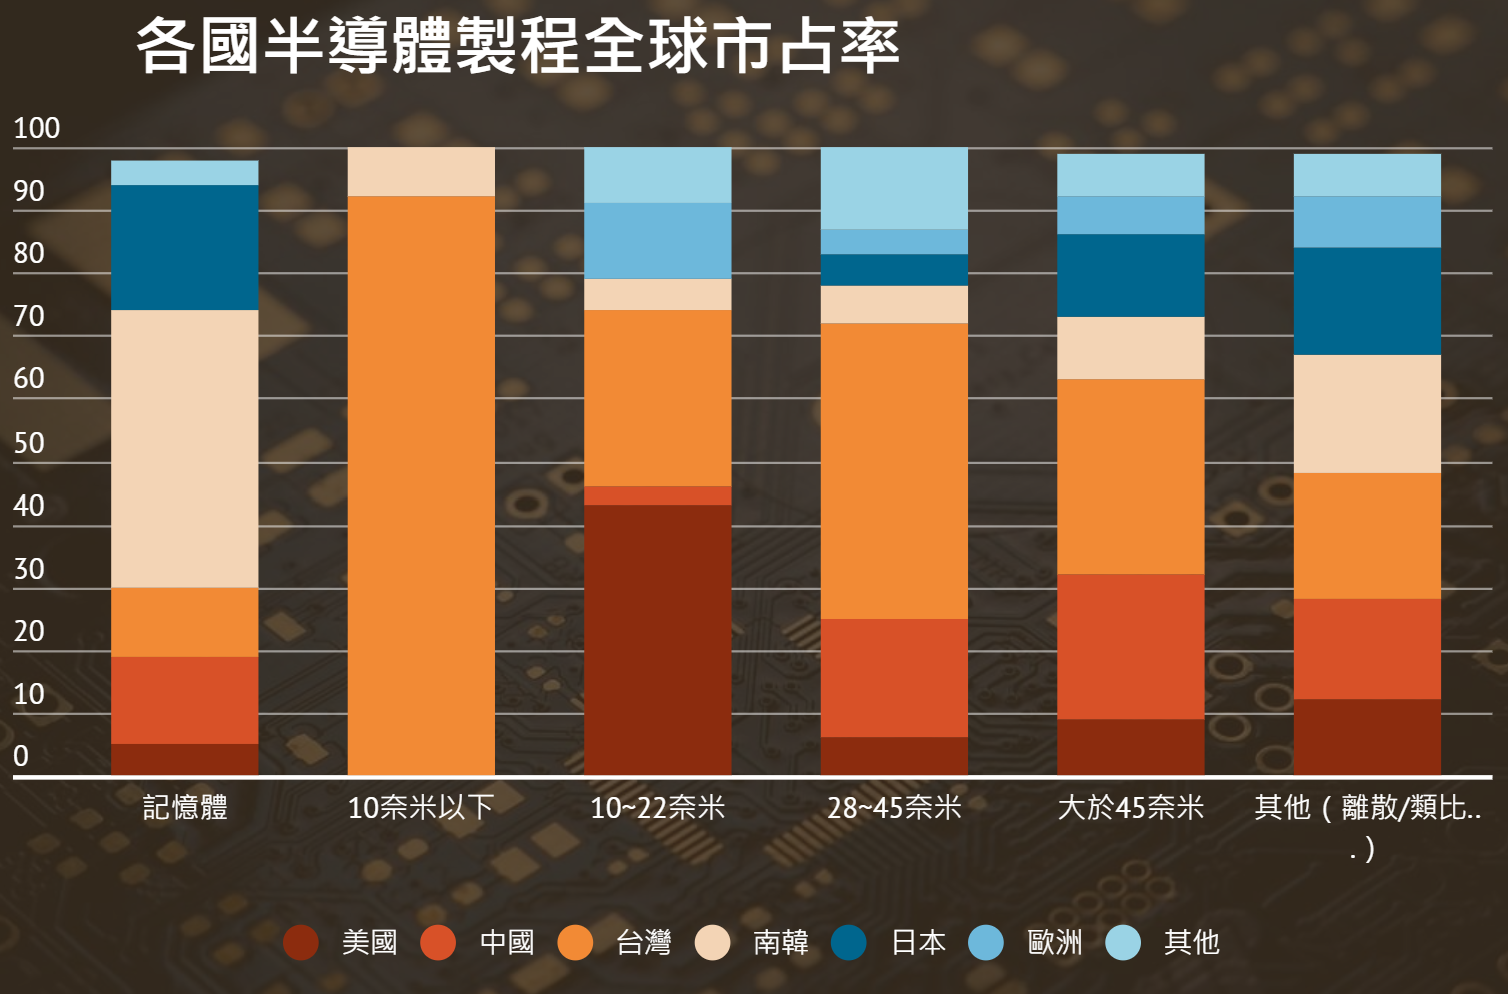 各國半導體製程全球市占率
100
90
80
70
60
50
40
30
20
10
0
記憶體
10奈米以下
10~22奈米
28~45奈米
大於45奈米
其他（離散/類比..
.）
美國
中國
台灣
南韓
日本
歐洲
其他